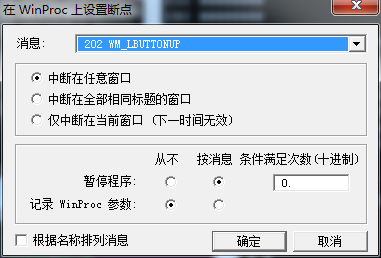 在 WinProc 上设置断点
消息: 202 WM_LBUTTONUP
中断在任意窗口
中断在全部相同标题的窗口
仅中断在当前窗口 (下一时间无效)
从不 按消息 条件满足次数(十进制)
暂停程序: 0.
记录 WinProc 参数:
根据名称排列消息 确定 取消